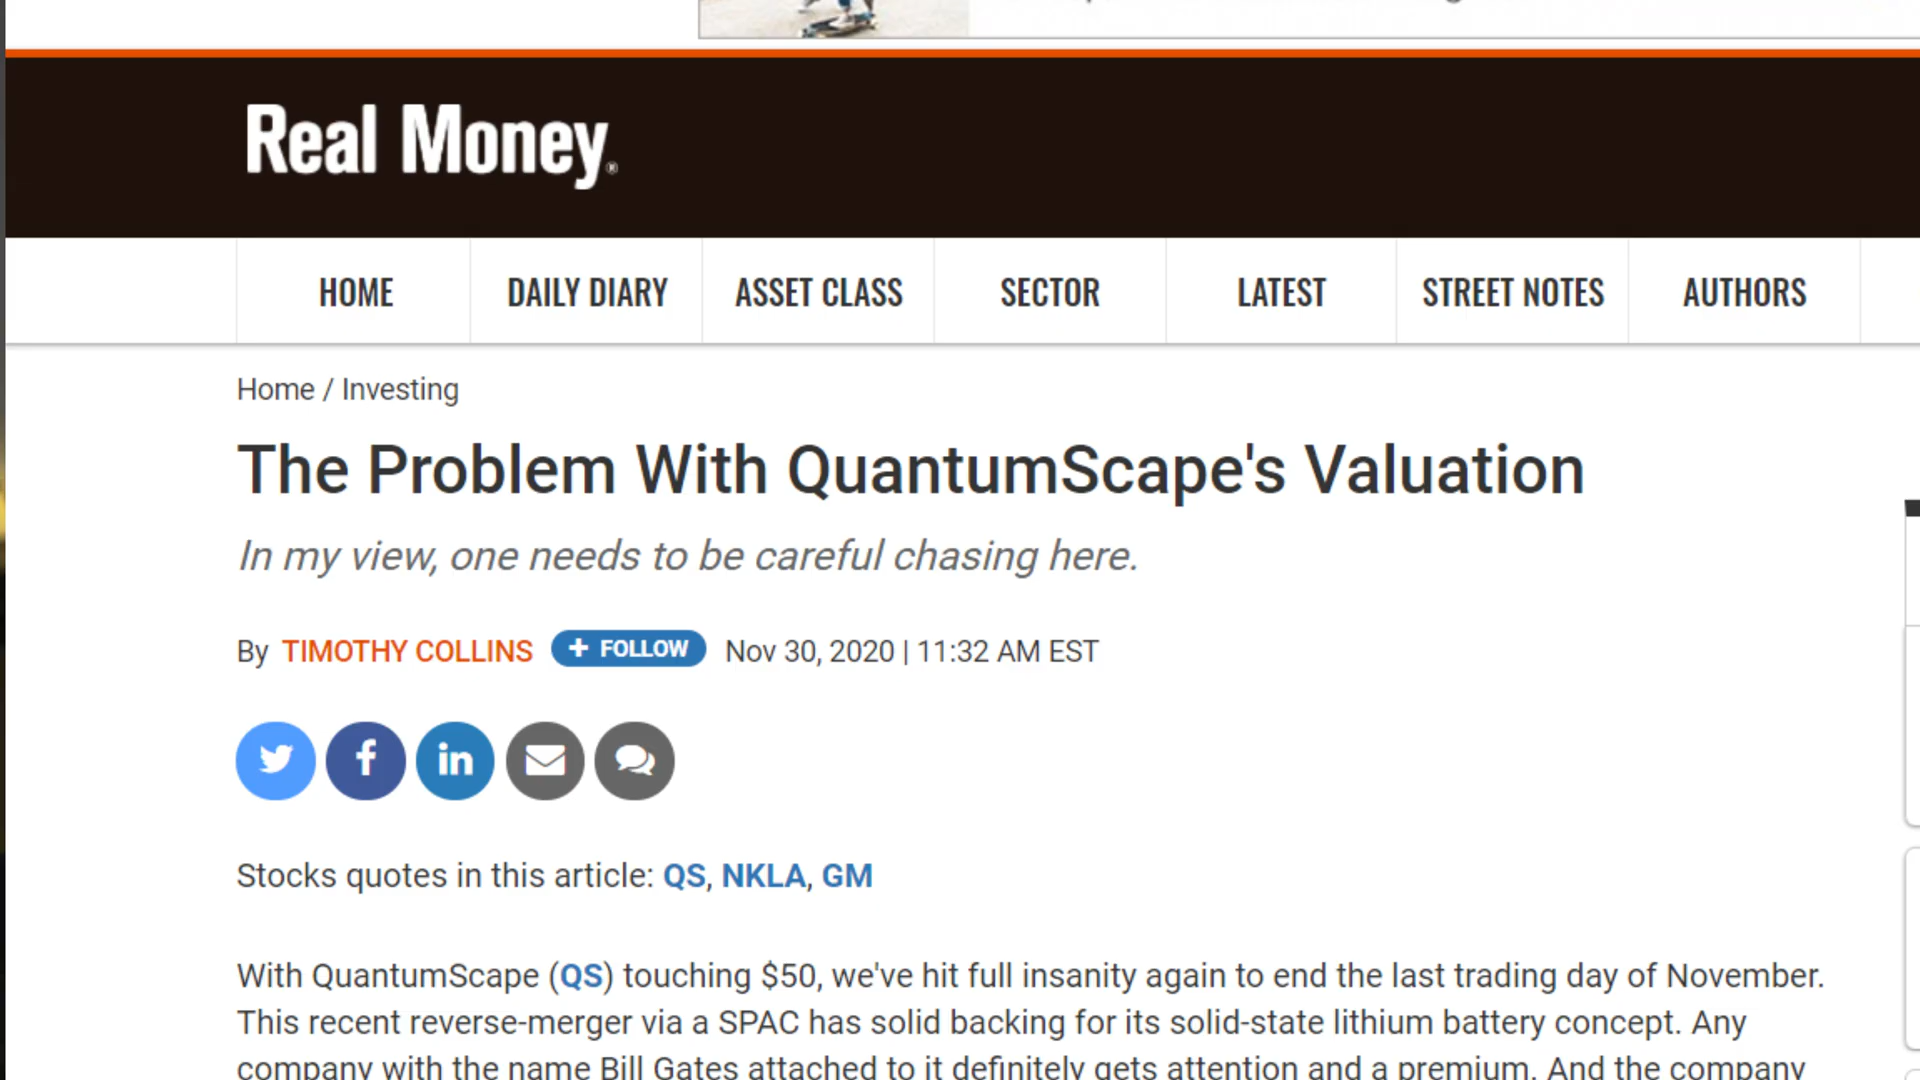 Real Money®
HOME
DAILY DIARY
ASSET CLASS
SECTOR
LATEST
STREET NOTES
AUTHORS
Home / Investing
The Problem With QuantumScape's Valuation
In my view, one needs to be careful chasing here.
By TIMOTHY COLLINS + FOLLOW Nov 30, 2020 | 11:32 AM EST
Stocks quotes in this article: QS, NKLA, GM
With QuantumScape (QS) touching $50, we've hit full insanity again to end the last trading day of November.
This recent reverse-merger via a SPAC has solid backing for its solid-state lithium battery concept. Any
company with the name Bill Gates attached to it definitely gets attention and a premium. And the company